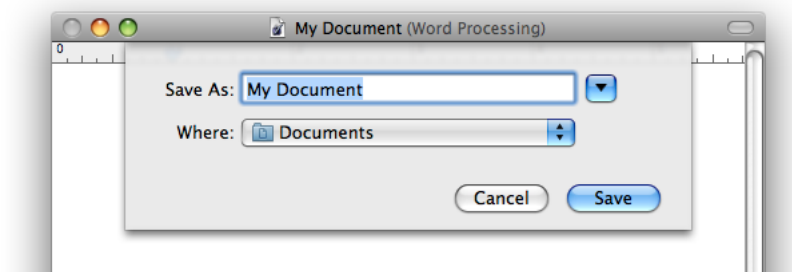 My Document (Word Processing)
0
Save As: My Document
Where: Documents
Cancel Save